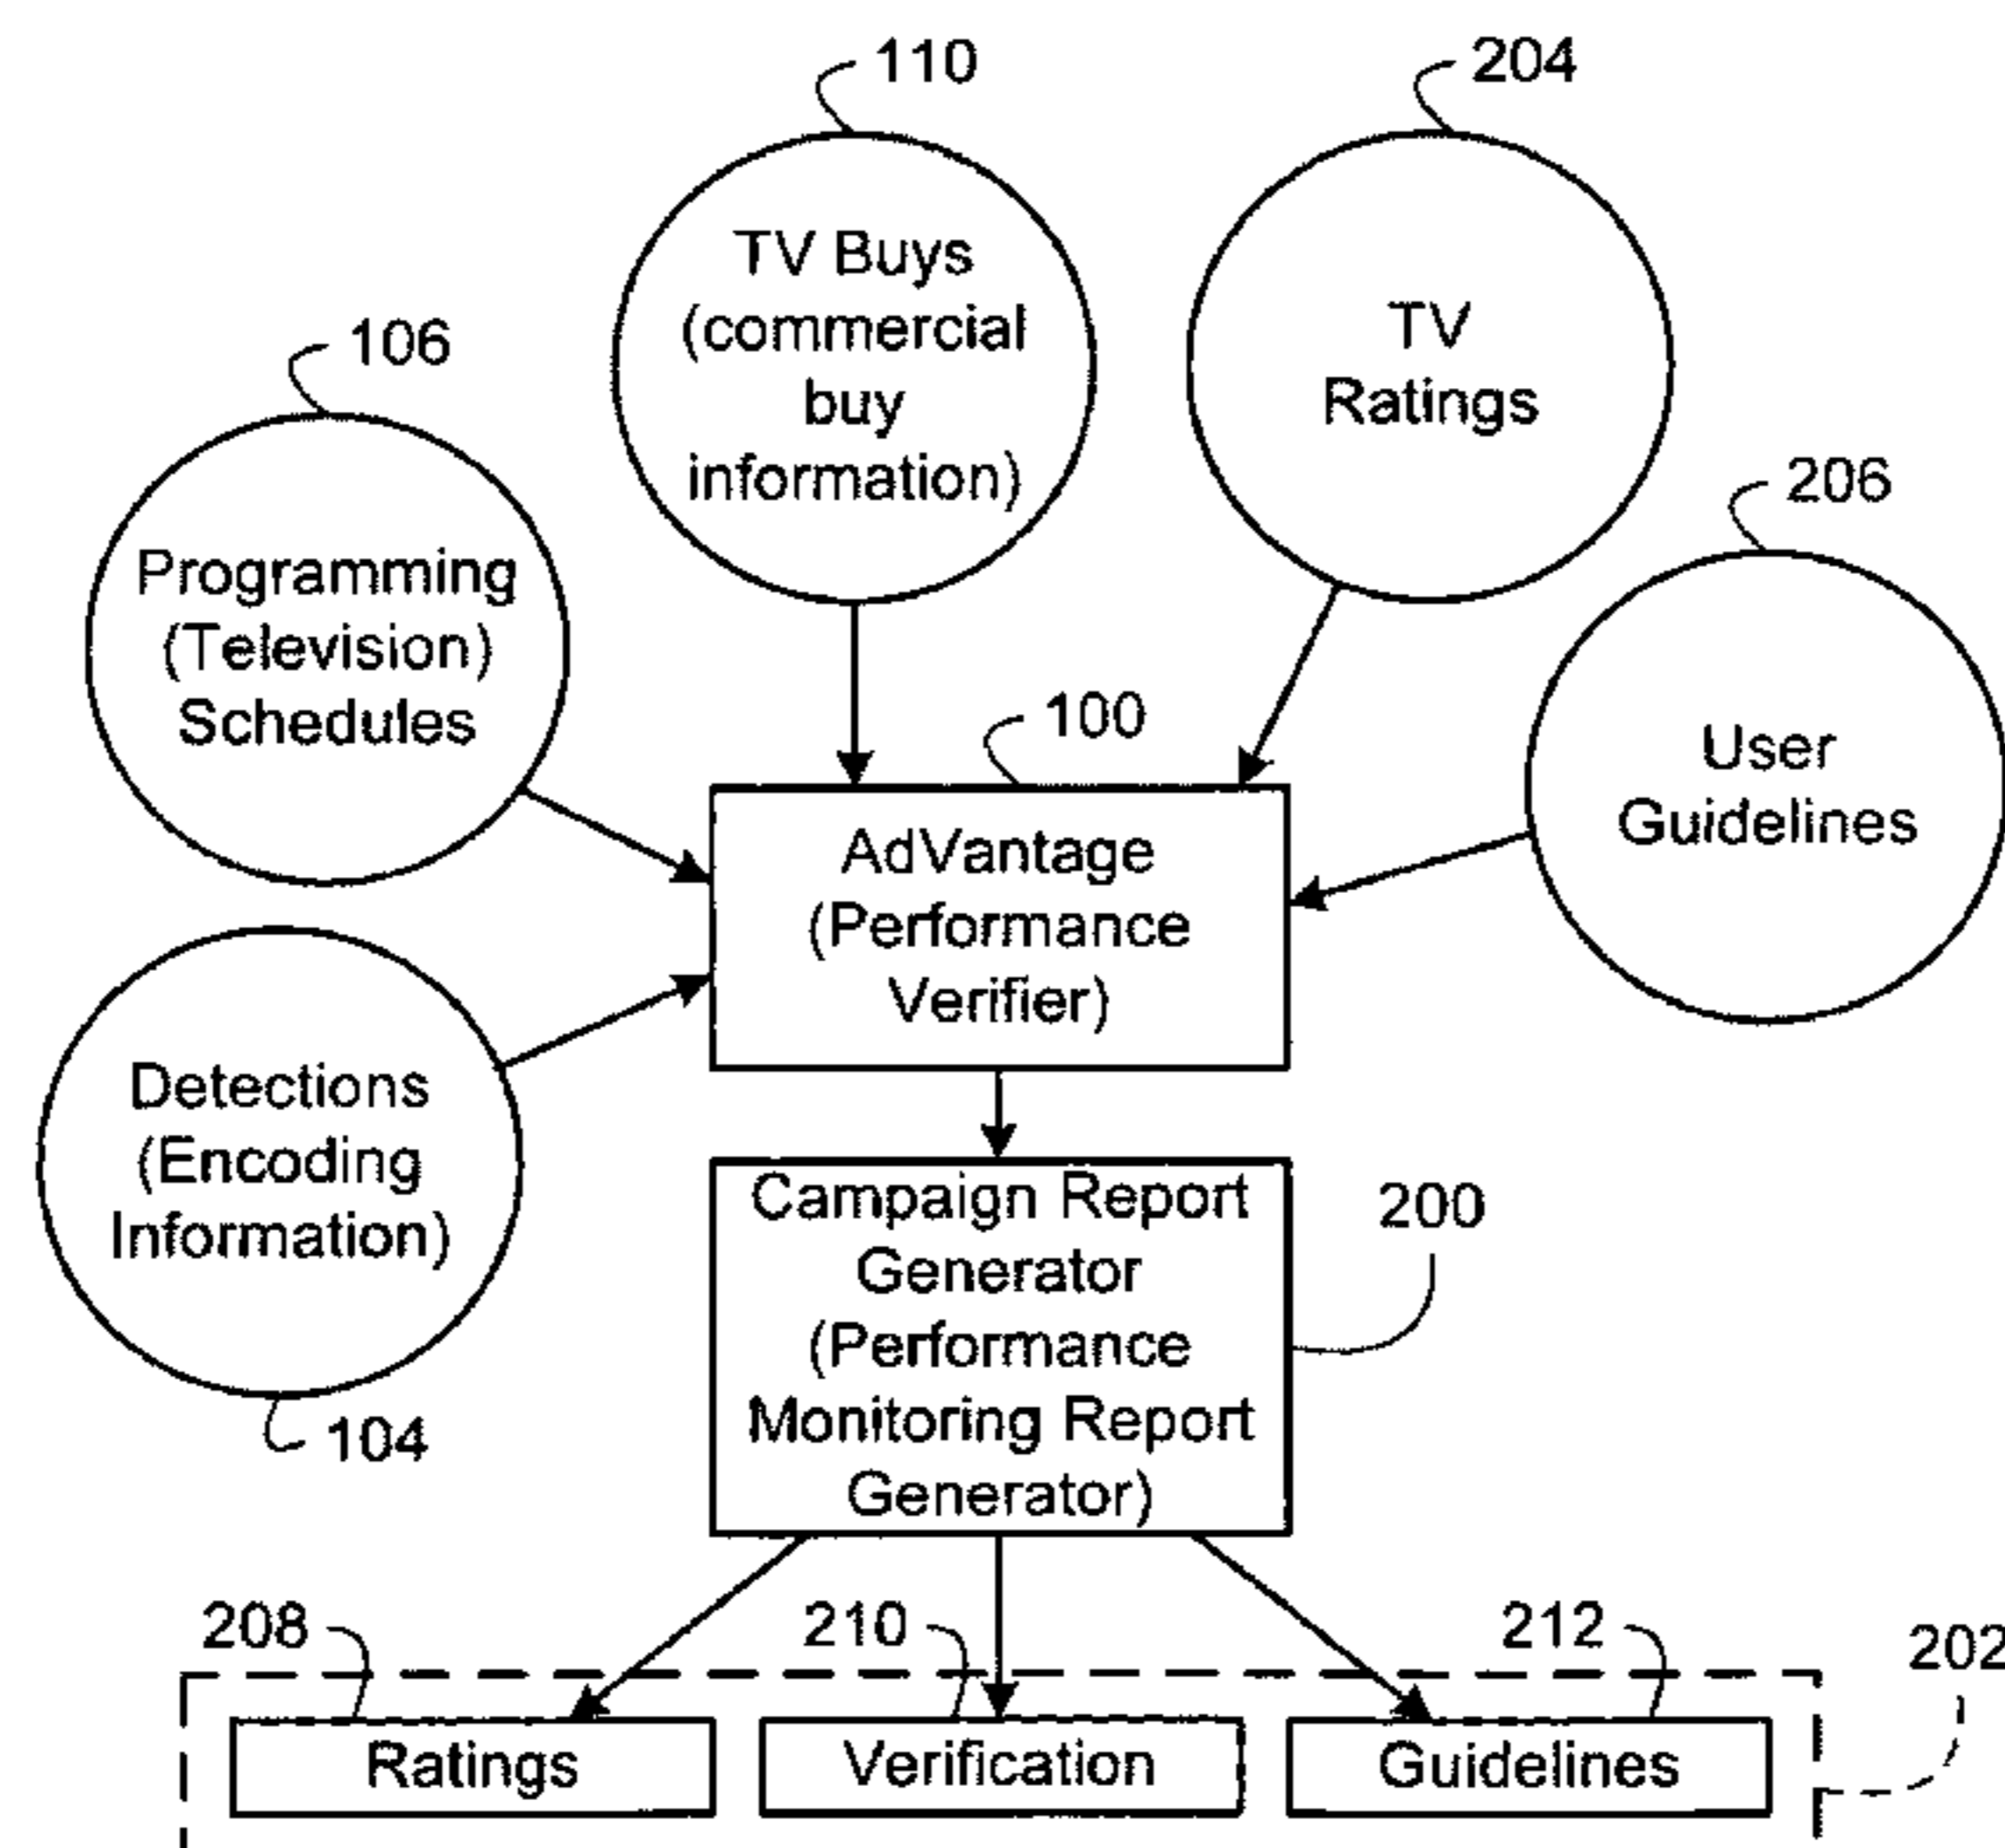 110
204
TV Buys
(commercial
buy
information)
TV
Ratings
106
206
Programming
(Television)
Schedules
User
Guidelines
100
AdVantage
(Performance
Verifier)
Detections
(Encoding
Information)
104
Campaign Report
Generator
(Performance
Monitoring Report
Generator)
200
208
210
212
202
Ratings
Verification
Guidelines